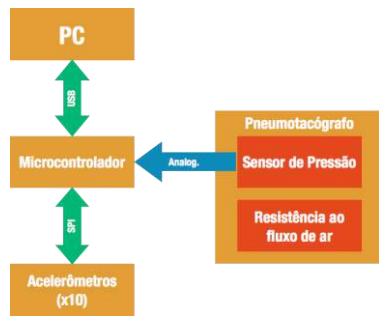 PC
USB
Pneumotacógrafo
Microcontrolador
Analog.
Sensor de Pressão
SPI
Resistência ao
fluxo de ar
Acelerômetros
(x10)